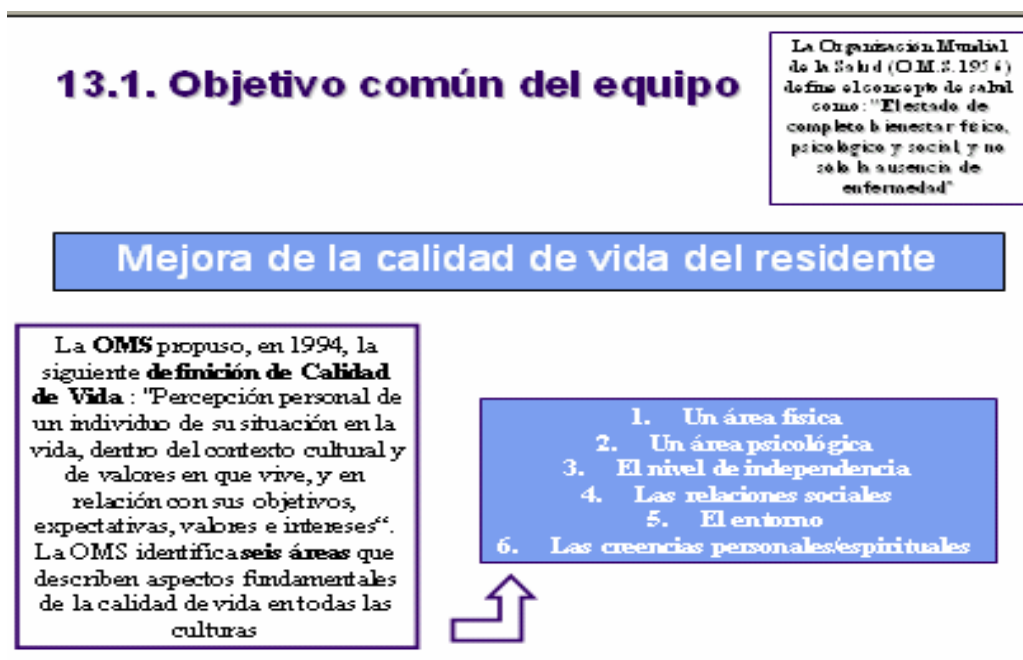 13.1. Objetivo común del equipo
La Organización Mundial
de la Salud (O.M.S.1956)
define el concepto de salud
como: "El estado de
completo bienestar físico,
psicológico y social, y no
sólo la ausencia de
enfermedad"
Mejora de la calidad de vida del residente
La OMS propuso, en 1994, la
siguiente definición de Calidad
de Vida : "Percepción personal de
un individuo de su situación en la
vida, dentro del contexto cultural y
de valores en que vive, y en
relación con sus objetivos,
expectativas, valores e intereses“.
La OMS identifica seis áreas que
describen aspectos fundamentales
de la calidad de vida en todas las
culturas
1. Un área física
2. Un área psicológica
3. El nivel de independencia
4. Las relaciones sociales
5. El entorno
6. Las creencias personales/espirituales